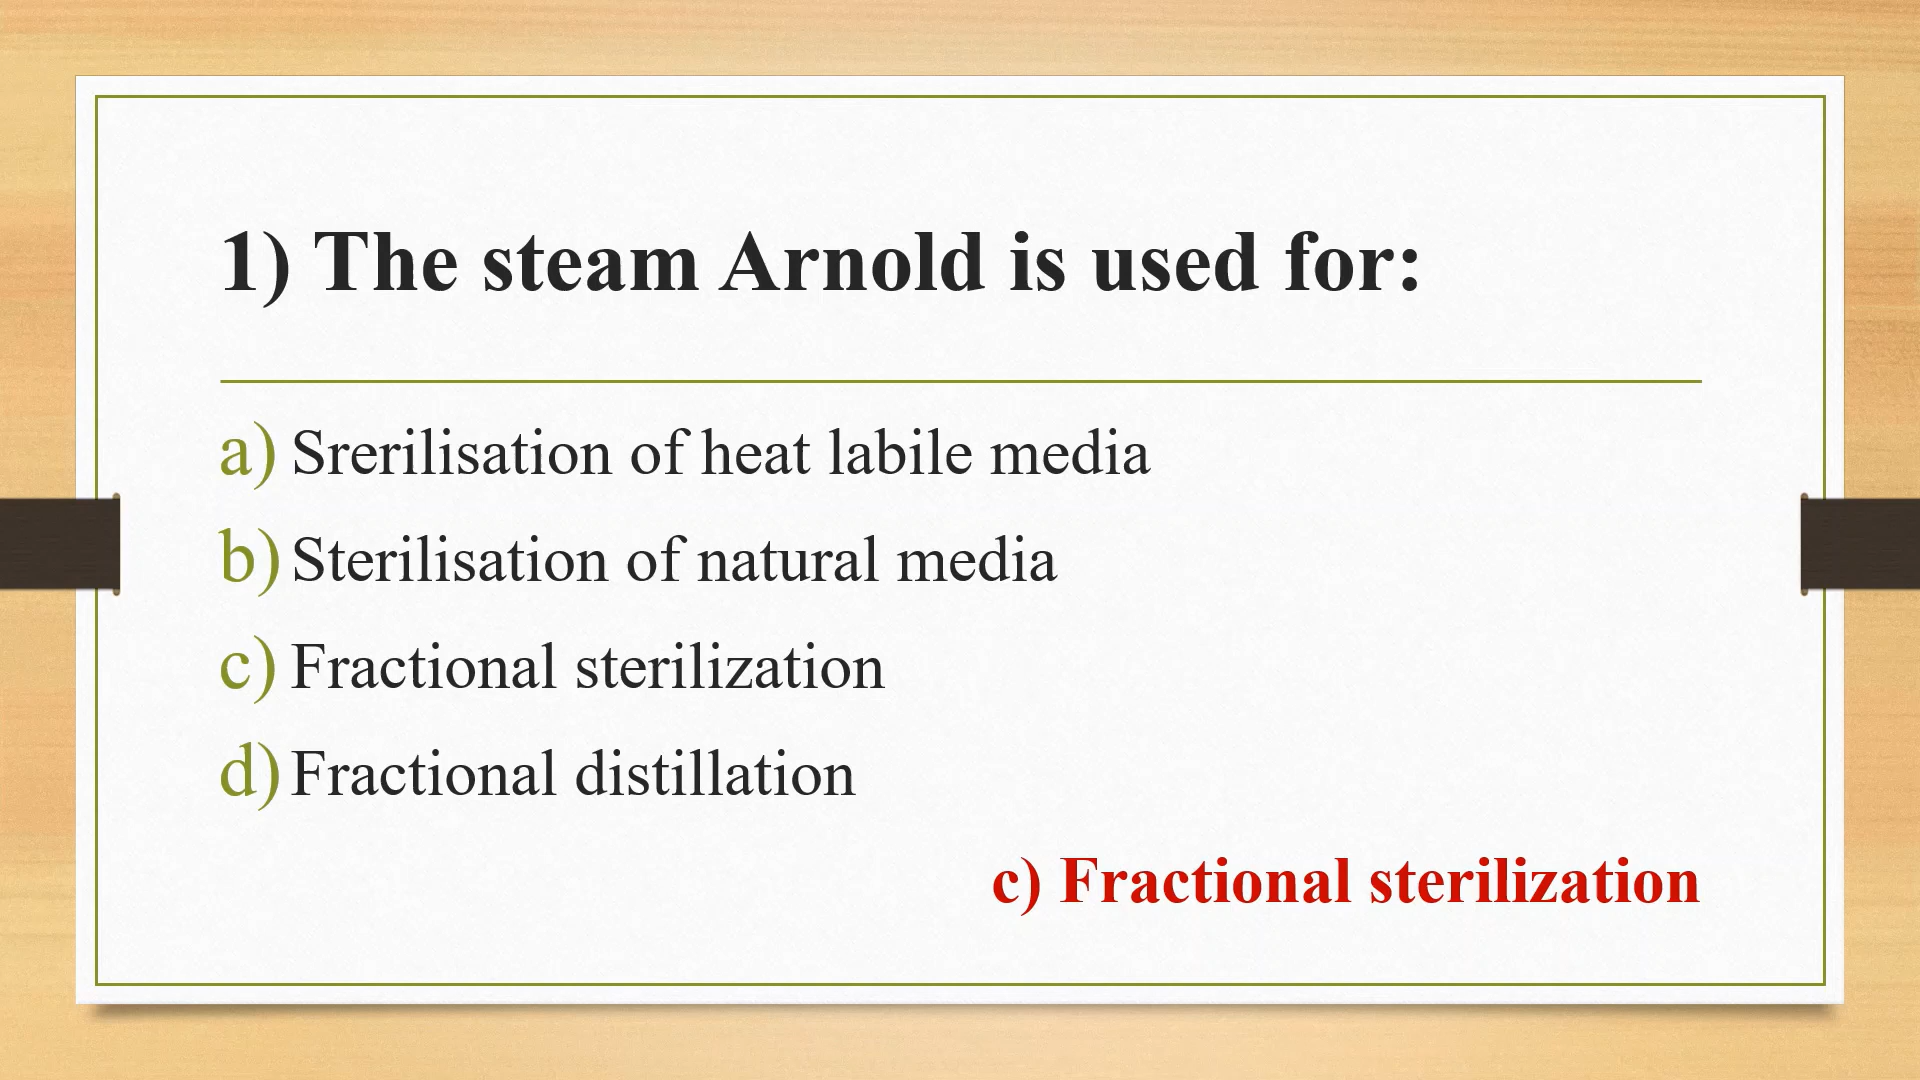 1) The steam Arnold is used for:
a) Srerilisation of heat labile media
b) Sterilisation of natural media
c) Fractional sterilization
d) Fractional distillation
c) Fractional sterilization